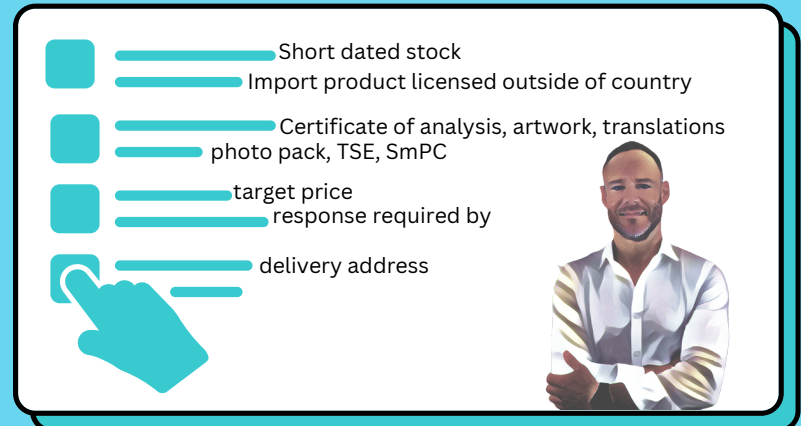 Short dated stock
Import product licensed outside of country
Certificate of analysis, artwork, translations
photo pack, TSE, SmPC
target price
response required by
delivery address